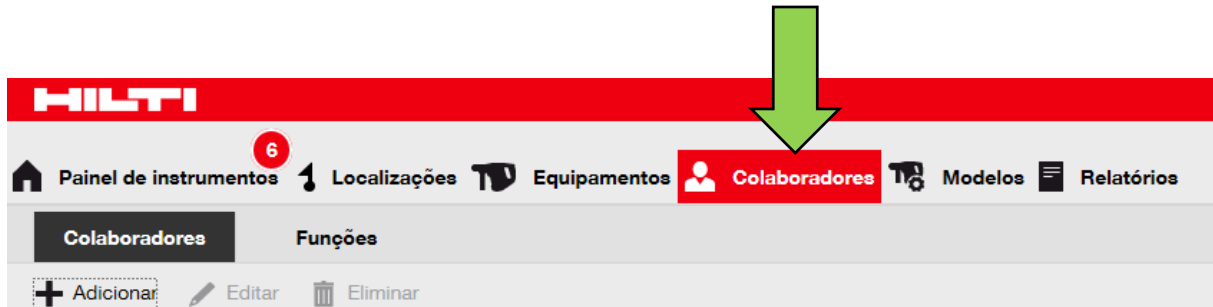 HILTI
6
Painel de instrumentos Localizações Equipamentos Colaboradores Modelos Relatórios
Colaboradores Funções
Adicionar Editar Eliminar